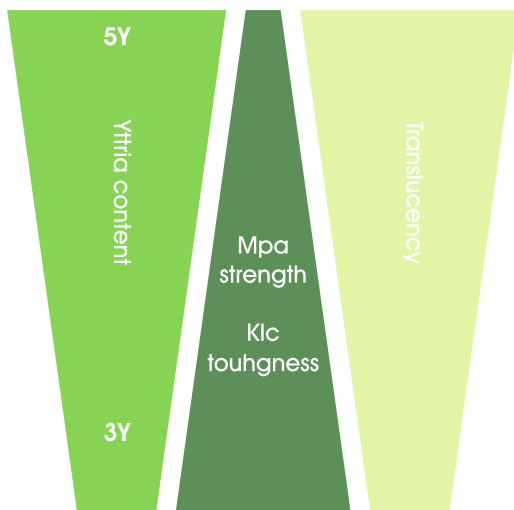 5Y
Yttria content
3Y
Mpa
strength
KIc
touhgness
Translucency